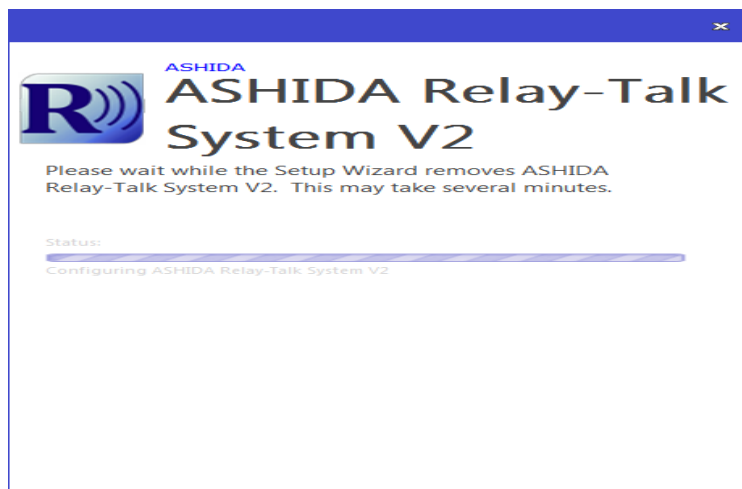 ASHIDA
ASHIDA Relay-Talk
System V2
Please wait while the Setup Wizard removes ASHIDA
Relay-Talk System V2. This may take several minutes.
Status:
Configuring ASHIDA Relay-Talk System V2
R